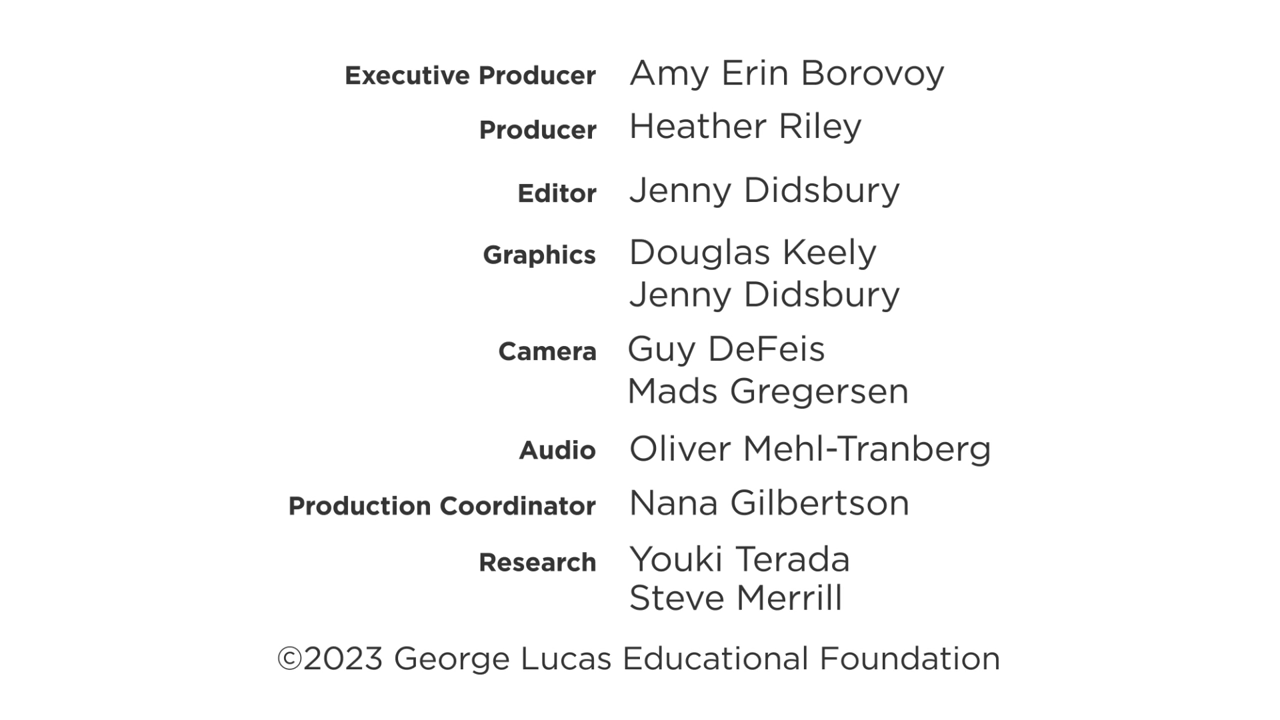 Executive Producer Amy Erin Borovoy
Producer Heather Riley
Editor Jenny Didsbury
Graphics Douglas Keely
Jenny Didsbury
Camera Guy DeFeis
Mads Gregersen
Audio Oliver Mehl-Tranberg
Production Coordinator Nana Gilbertson
Research Youki Terada
Steve Merrill
©2023 George Lucas Educational Foundation